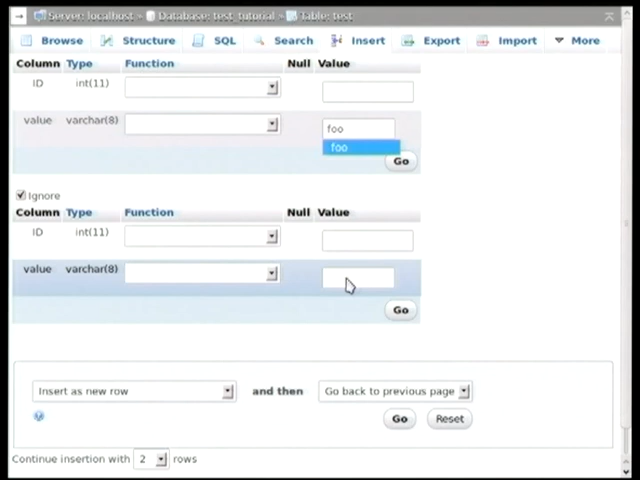 Server: localhost » Database: test_tutorial » Table: test
Browse Structure SQL Search Insert Export Import More
Column Type Function Null Value
ID int(11)
value varchar(8) foo
foo
Go
Ignore
Column Type Function Null Value
ID int(11)
value varchar(8)
Go
Insert as new row and then Go back to previous page
Go Reset
Continue insertion with 2 rows